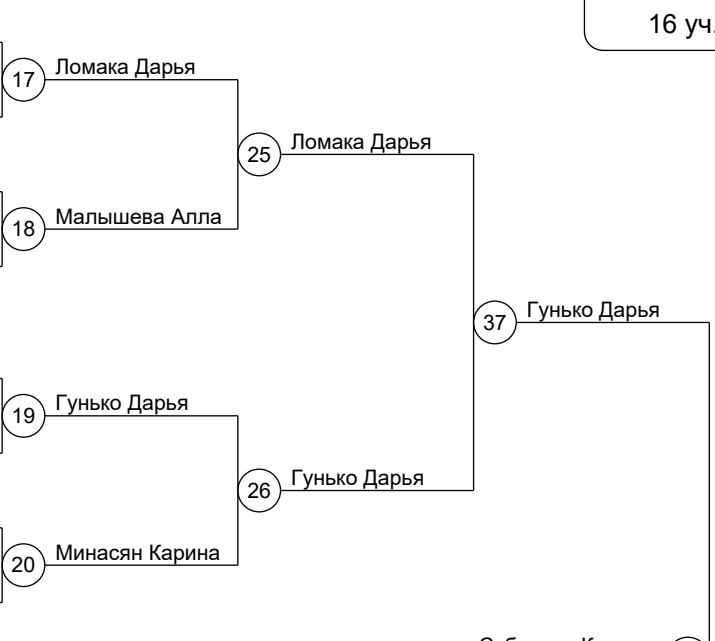 16 уч.
17 Ломака Дарья
25 Ломака Дарья
18 Малышева Алла
37 Гунько Дарья
19 Гунько Дарья
26 Гунько Дарья
20 Минасян Карина